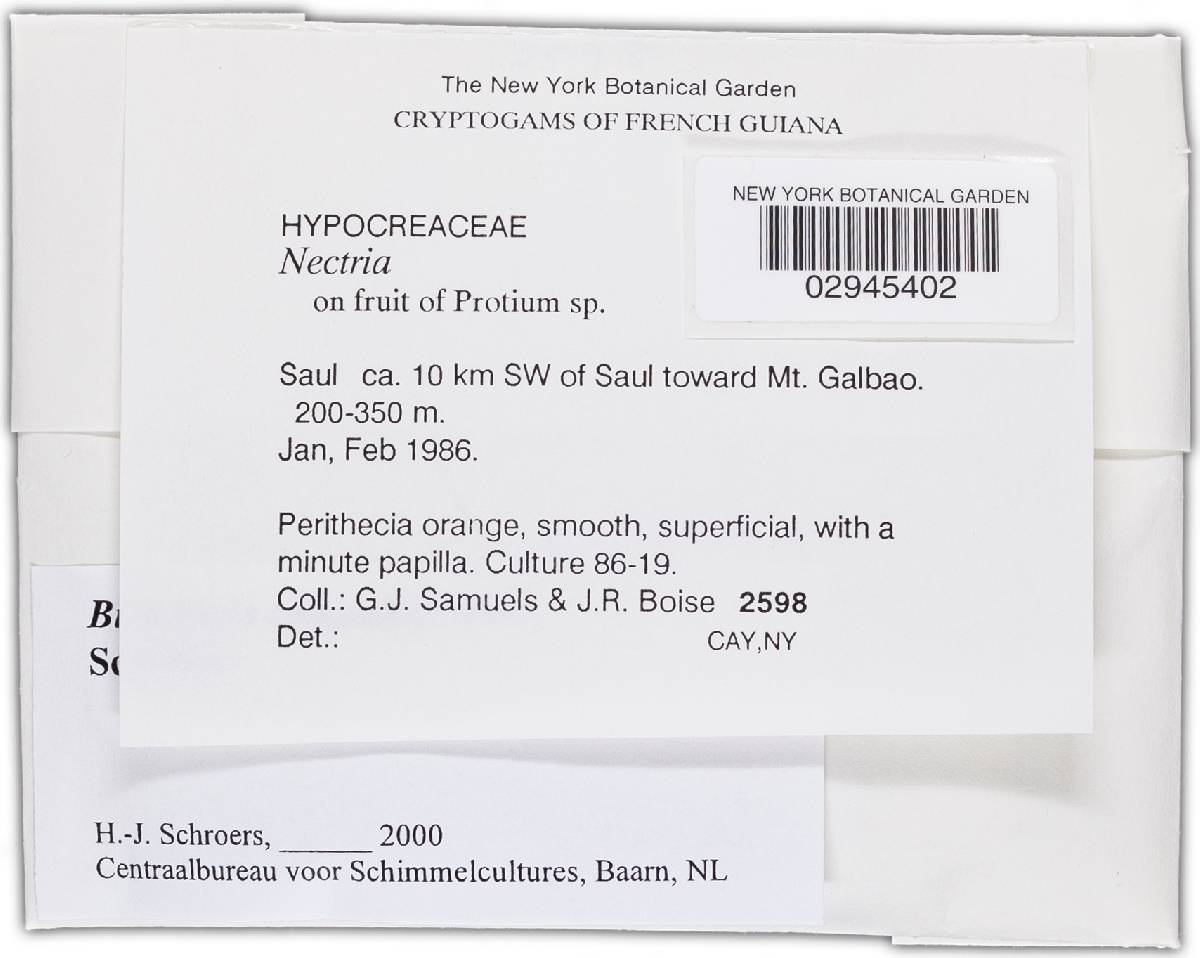 The New York Botanical Garden
CRYPTOGAMS OF FRENCH GUIANA
NEW YORK BOTANICAL GARDEN
02945402
HYPOCREACEAE
Nectria
on fruit of Protium sp.
Saul ca. 10 km SW of Saul toward Mt. Galbao.
200-350 m.
Jan, Feb 1986.
Perithecia orange, smooth, superficial, with a
minute papilla. Culture 86-19.
Coll.: G.J. Samuels & J.R. Boise 2598
Det.: CAY,NY
H.-J. Schroers, ______ 2000
Centraalbureau voor Schimmelcultures, Baarn, NL